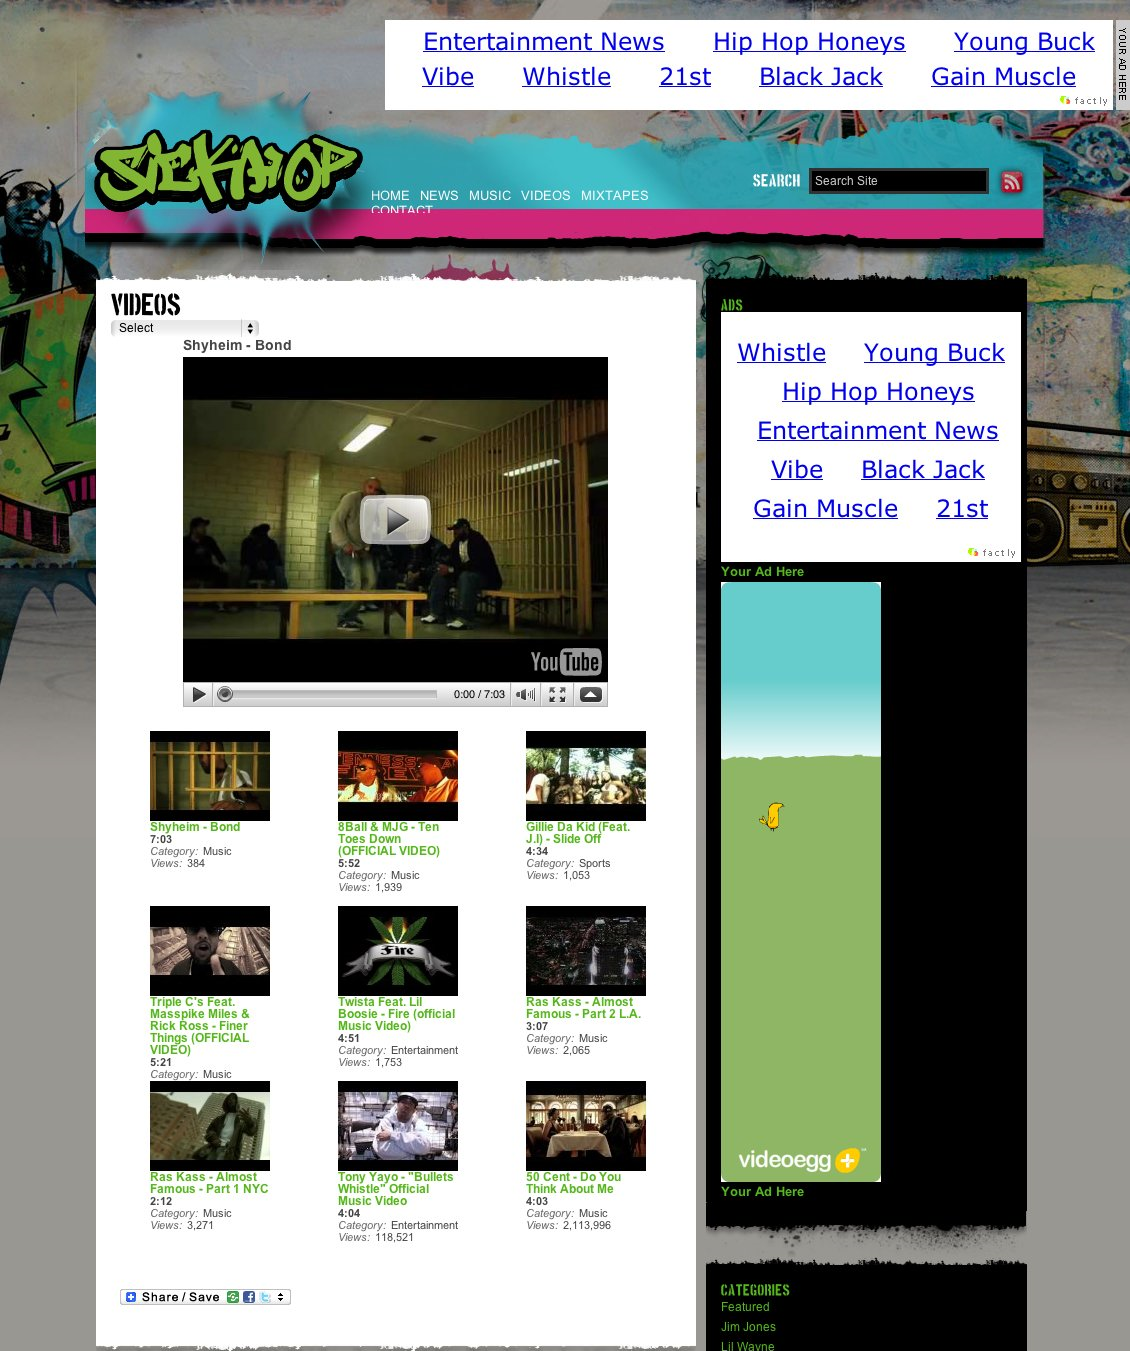 Entertainment News Hip Hop Honeys Young Buck
Vibe Whistle 21st Black Jack Gain Muscle
factly
YOUR AD HERE
SICKHIOP
HOME NEWS MUSIC VIDEOS MIXTAPES
CONTACT
SEARCH Search Site
VIDEOS
Select
Shyheim - Bond
YouTube
0:00 / 7:03
Shyheim - Bond
7:03
Category: Music
Views: 384
8Ball & MJG - Ten
Toes Down
(OFFICIAL VIDEO)
5:52
Category: Music
Views: 1,939
Gillie Da Kid (Feat.
J.I) - Slide Off
4:34
Category: Sports
Views: 1,053
Triple C's Feat.
Masspike Miles &
Rick Ross - Finer
Things (OFFICIAL
VIDEO)
5:21
Category: Music
Fire
Twista Feat. Lil
Boosie - Fire (official
Music Video)
4:51
Category: Entertainment
Views: 1,753
Ras Kass - Almost
Famous - Part 2 L.A.
3:07
Category: Music
Views: 2,065
Ras Kass - Almost
Famous - Part 1 NYC
2:12
Category: Music
Views: 3,271
Tony Yayo - "Bullets
Whistle" Official
Music Video
4:04
Category: Entertainment
Views: 118,521
50 Cent - Do You
Think About Me
4:03
Category: Music
Views: 2,113,996
Share / Save
ADS
Whistle Young Buck
Hip Hop Honeys
Entertainment News
Vibe Black Jack
Gain Muscle 21st
factly
Your Ad Here
videoegg
Your Ad Here
CATEGORIES
Featured
Jim Jones
Lil Wayne